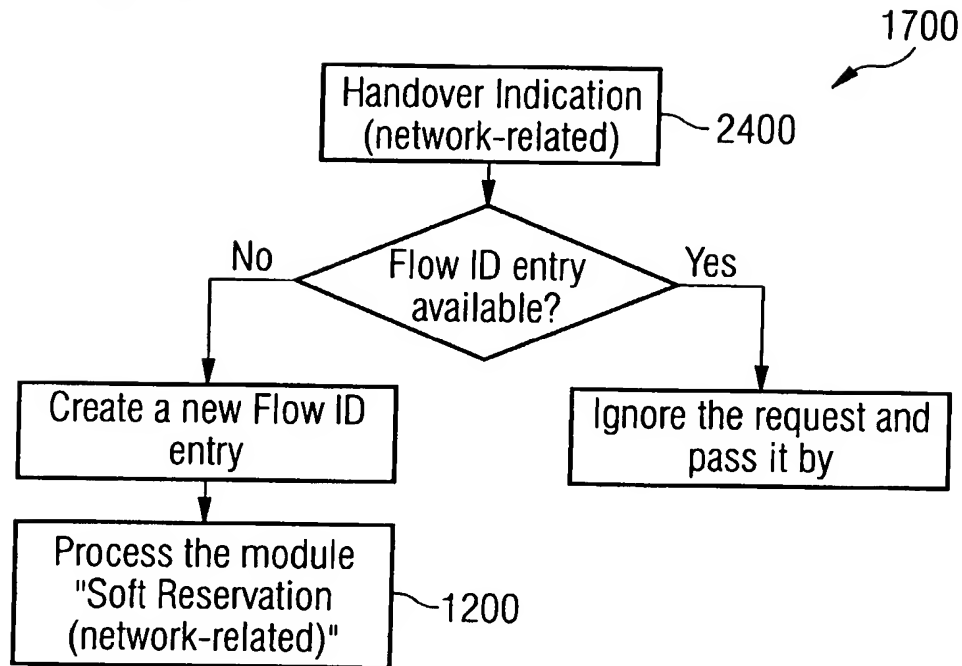 1700
Handover Indication
(network-related)
2400
No
Flow ID entry
available?
Yes
Create a new Flow ID
entry
Ignore the request and
pass it by
Process the module
"Soft Reservation
(network-related)"
1200